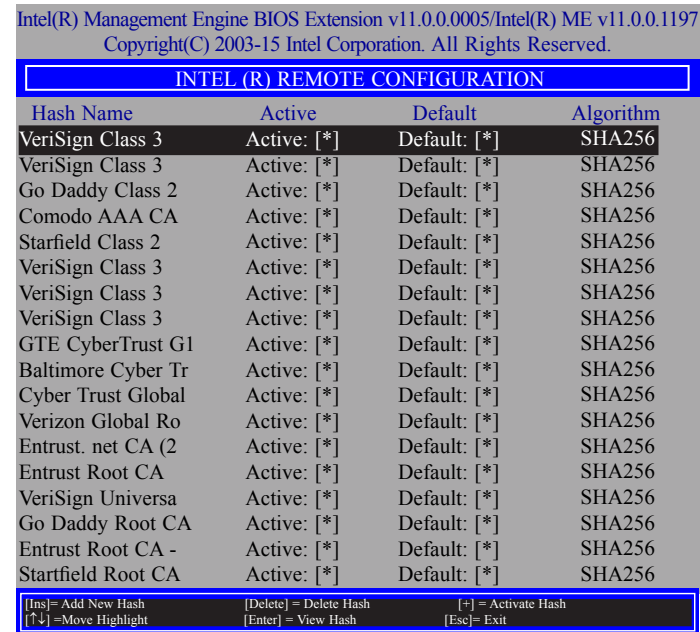 Intel(R) Management Engine BIOS Extension v11.0.0.0005/Intel(R) ME v11.0.0.1197
Copyright(C) 2003-15 Intel Corporation. All Rights Reserved.
INTEL (R) REMOTE CONFIGURATION
Hash Name Active Default Algorithm
VeriSign Class 3 Active: [*] Default: [*] SHA256
VeriSign Class 3 Active: [*] Default: [*] SHA256
Go Daddy Class 2 Active: [*] Default: [*] SHA256
Comodo AAA CA Active: [*] Default: [*] SHA256
Starfield Class 2 Active: [*] Default: [*] SHA256
VeriSign Class 3 Active: [*] Default: [*] SHA256
VeriSign Class 3 Active: [*] Default: [*] SHA256
VeriSign Class 3 Active: [*] Default: [*] SHA256
GTE CyberTrust G1 Active: [*] Default: [*] SHA256
Baltimore Cyber Tr Active: [*] Default: [*] SHA256
Cyber Trust Global Active: [*] Default: [*] SHA256
Verizon Global Ro Active: [*] Default: [*] SHA256
Entrust. net CA (2 Active: [*] Default: [*] SHA256
Entrust Root CA Active: [*] Default: [*] SHA256
VeriSign Universa Active: [*] Default: [*] SHA256
Go Daddy Root CA Active: [*] Default: [*] SHA256
Entrust Root CA - Active: [*] Default: [*] SHA256
Startfield Root CA Active: [*] Default: [*] SHA256
[Ins]= Add New Hash [Delete] = Delete Hash [+] = Activate Hash
[↑↓] =Move Highlight [Enter] = View Hash [Esc]= Exit